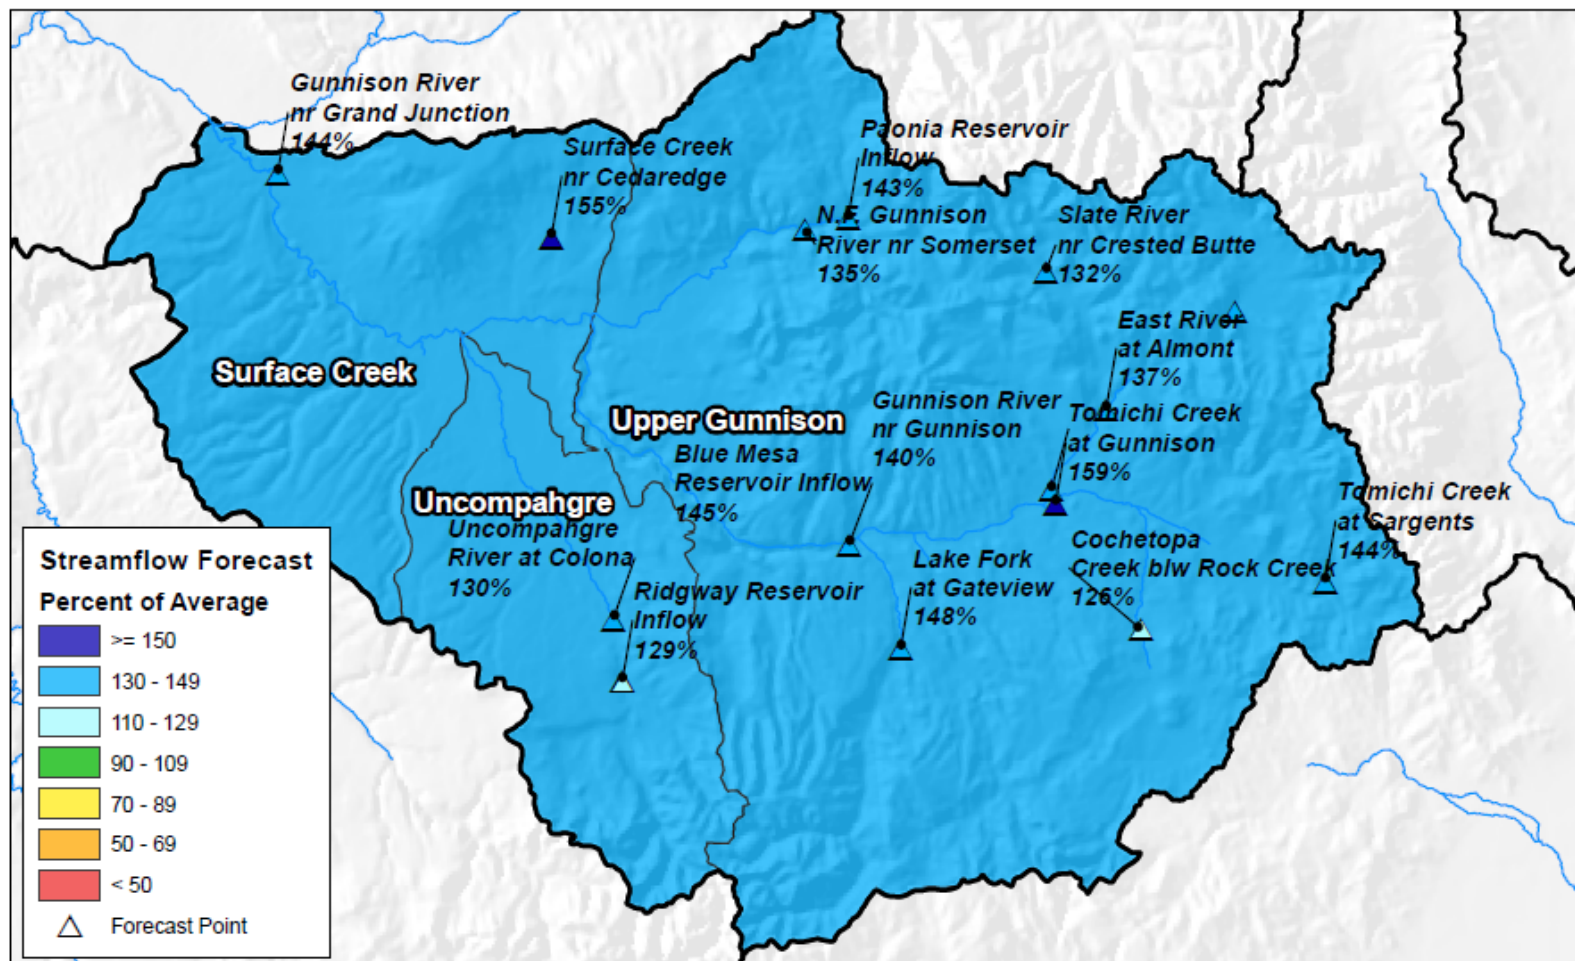 Gunnison River
nr Grand Junction
144%
Surface Creek
nr Cedaredge
155%
Paonia Reservoir
Inflow
143%
N.F. Gunnison
River nr Somerset
135%
Slate River
nr Crested Butte
132%
East River
at Almont
137%
Surface Creek
Upper Gunnison
Gunnison River
nr Gunnison
140%
Tomichi Creek
at Gunnison
159%
Blue Mesa
Reservoir Inflow
145%
Uncompahgre
Uncompahgre
River at Colona
130%
Ridgway Reservoir
Inflow
129%
Lake Fork
at Gateview
148%
Cochetopa
Creek blw Rock Creek
126%
Tomichi Creek
at Sargents
144%
Streamflow Forecast
Percent of Average
>= 150
130 - 149
110 - 129
90 - 109
70 - 89
50 - 69
< 50
Forecast Point